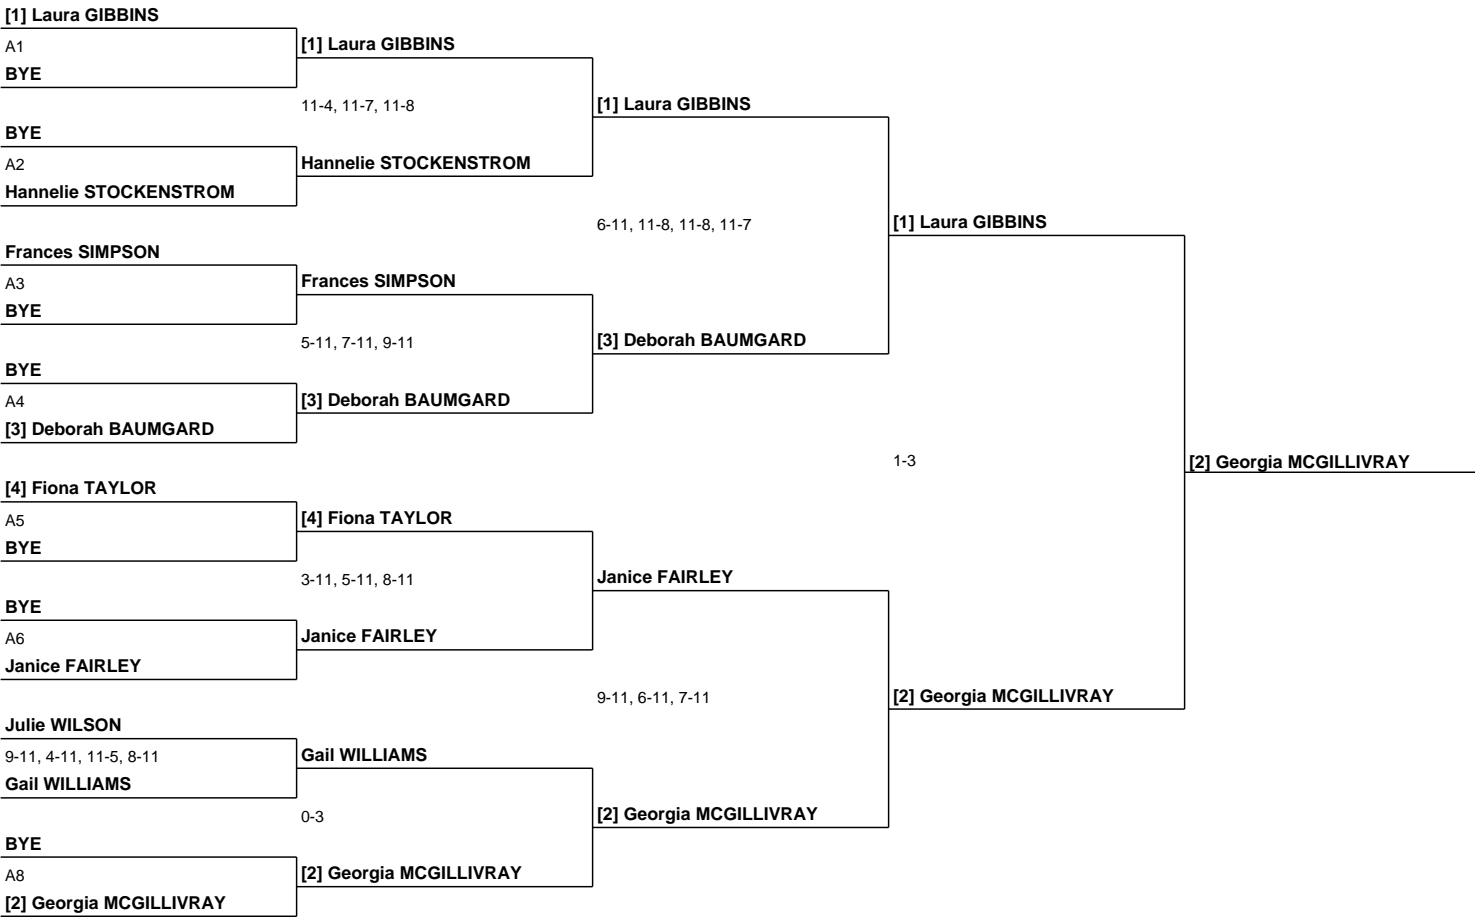 [1] Laura GIBBINS
A1
BYE
BYE
A2
Hannelie STOCKENSTROM
Frances SIMPSON
A3
BYE
BYE
A4
[3] Deborah BAUMGARD
[4] Fiona TAYLOR
A5
BYE
BYE
A6
Janice FAIRLEY
Julie WILSON
9-11, 4-11, 11-5, 8-11
Gail WILLIAMS
BYE
A8
[2] Georgia MCGILLIVRAY
[1] Laura GIBBINS
11-4, 11-7, 11-8
Hannelie STOCKENSTROM
Frances SIMPSON
5-11, 7-11, 9-11
[3] Deborah BAUMGARD
[4] Fiona TAYLOR
3-11, 5-11, 8-11
Janice FAIRLEY
Gail WILLIAMS
0-3
[2] Georgia MCGILLIVRAY
[1] Laura GIBBINS
6-11, 11-8, 11-8, 11-7
[3] Deborah BAUMGARD
Janice FAIRLEY
9-11, 6-11, 7-11
[2] Georgia MCGILLIVRAY
[1] Laura GIBBINS
1-3
[2] Georgia MCGILLIVRAY
[2] Georgia MCGILLIVRAY